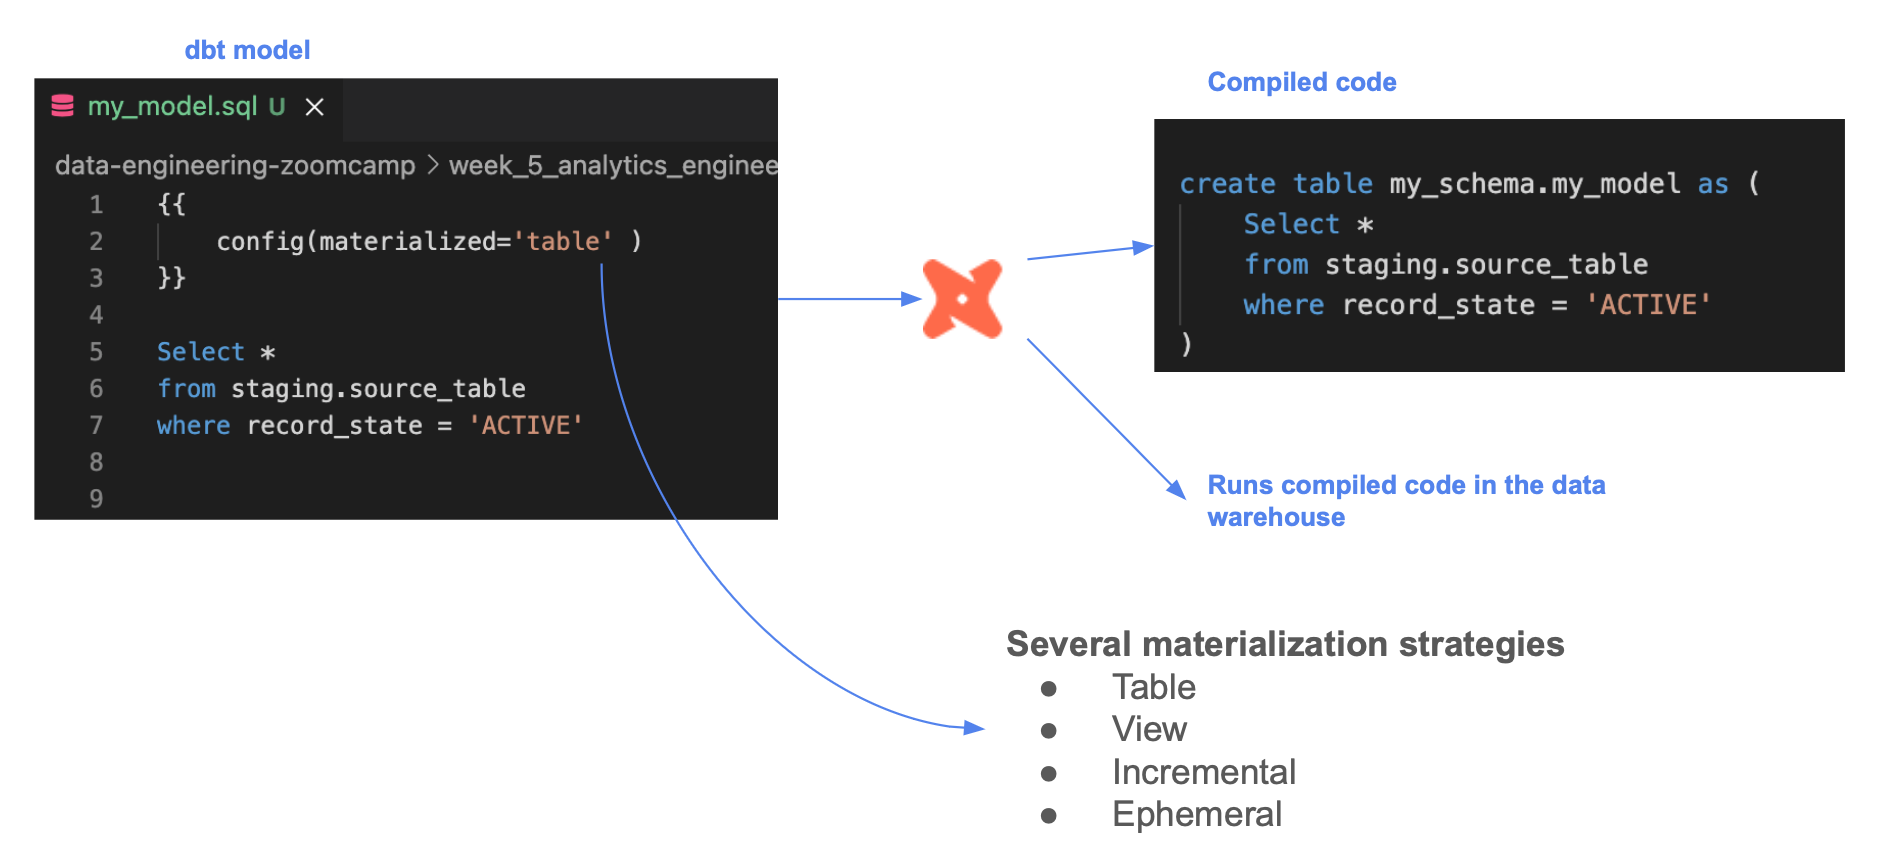 dbt model
my_model.sql U
data-engineering-zoomcamp > week_5_analytics_enginee
1 {{
2 config(materialized='table' )
3 }}
4
5 Select *
6 from staging.source_table
7 where record_state = 'ACTIVE'
8
9
Compiled code
create table my_schema.my_model as (
Select *
from staging.source_table
where record_state = 'ACTIVE'
)
Runs compiled code in the data
warehouse
Several materialization strategies
● Table
● View
● Incremental
● Ephemeral